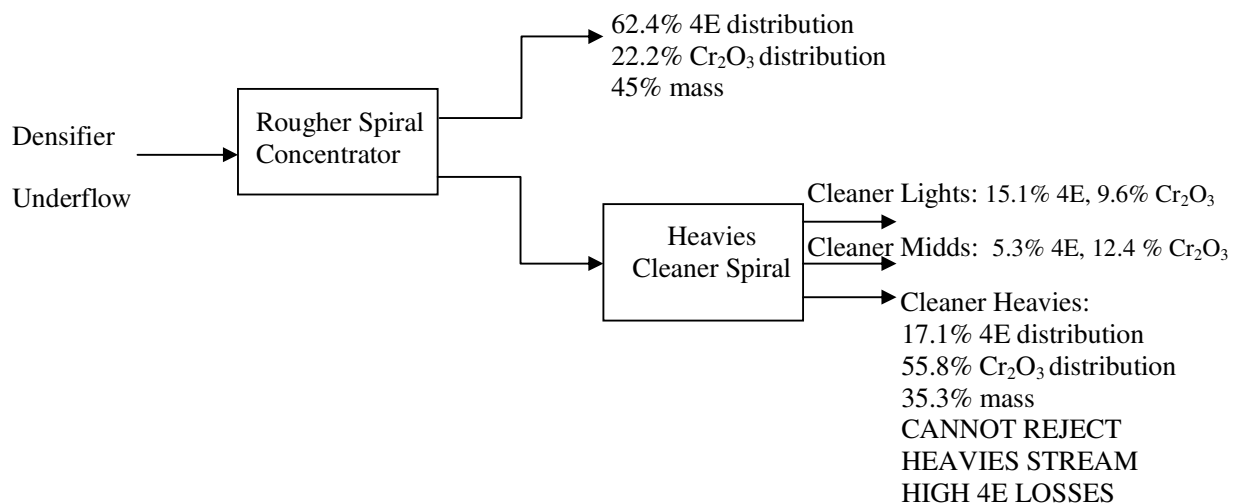 62.4% 4E distribution
22.2% Cr₂O₃ distribution
45% mass
Densifier
Underflow
Rougher Spiral
Concentrator
Heavies
Cleaner Spiral
Cleaner Lights: 15.1% 4E, 9.6% Cr₂O₃
Cleaner Midds: 5.3% 4E, 12.4 % Cr₂O₃
Cleaner Heavies:
17.1% 4E distribution
55.8% Cr₂O₃ distribution
35.3% mass
CANNOT REJECT
HEAVIES STREAM
HIGH 4E LOSSES